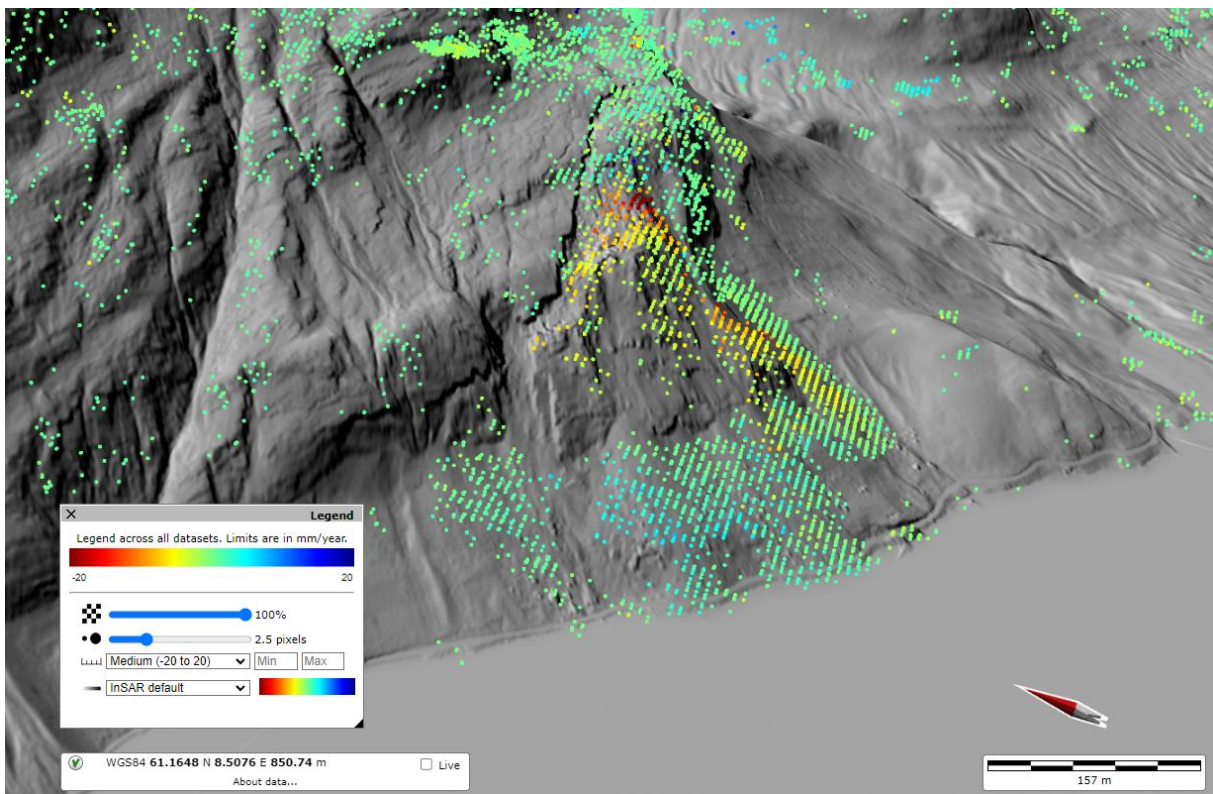 Legend
Legend across all datasets. Limits are in mm/year.
-20 20
100%
2.5 pixels
Medium (-20 to 20) Min Max
InSAR default
WGS84 61.1648 N 8.5076 E 850.74 m Live
About data...
157 m